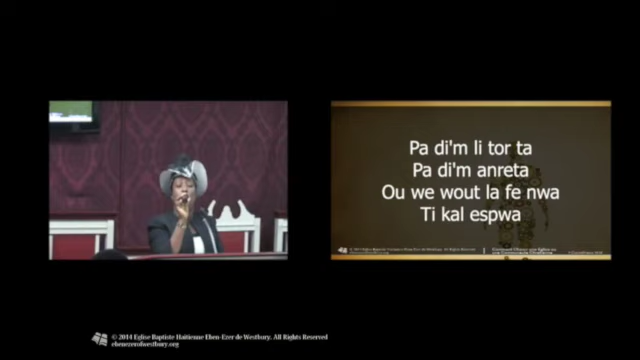 Pa di'm li tor ta
Pa di'm anreta
Ou we wout la fe nwa
Ti kal espwa
© 2014 Eglise Baptiste Haitienne Eben-Ezer de Westbury. All Rights Reserved
ebenezerdwestbury.org